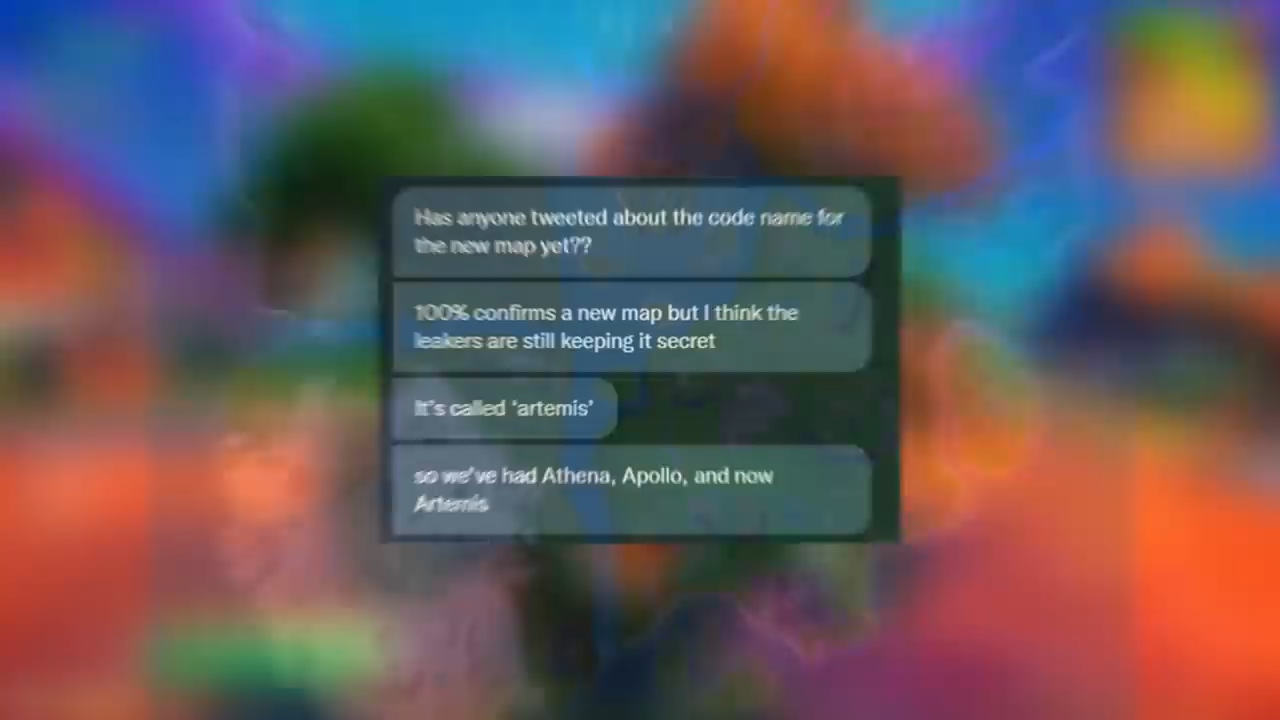 Has anyone tweeted about the code name for
the new map yet??
100% confirms a new map but I think the
leakers are still keeping it secret
It's called ‘artemis’
so we've had Athena, Apollo, and now
Artemis